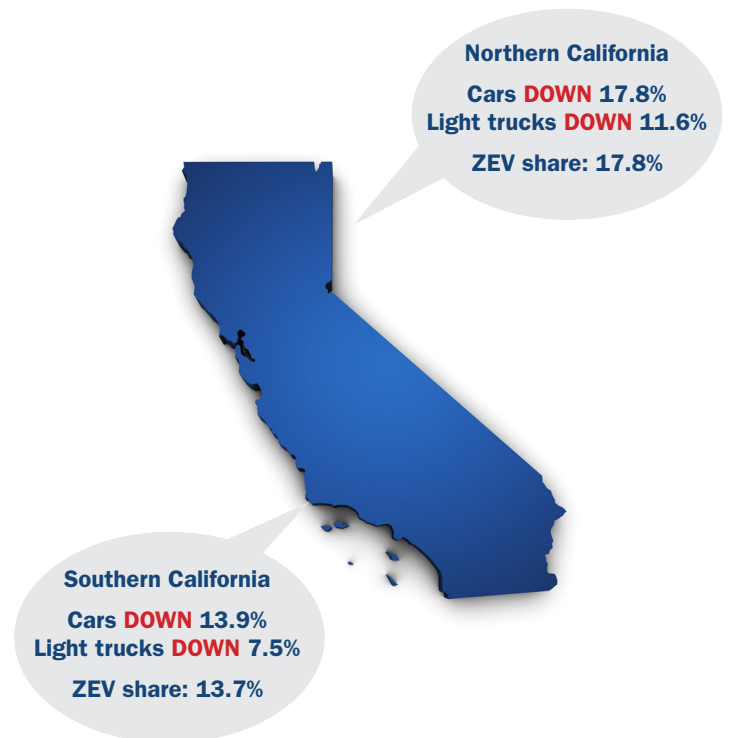 Northern California
Cars DOWN 17.8%
Light trucks DOWN 11.6%
ZEV share: 17.8%
Southern California
Cars DOWN 13.9%
Light trucks DOWN 7.5%
ZEV share: 13.7%